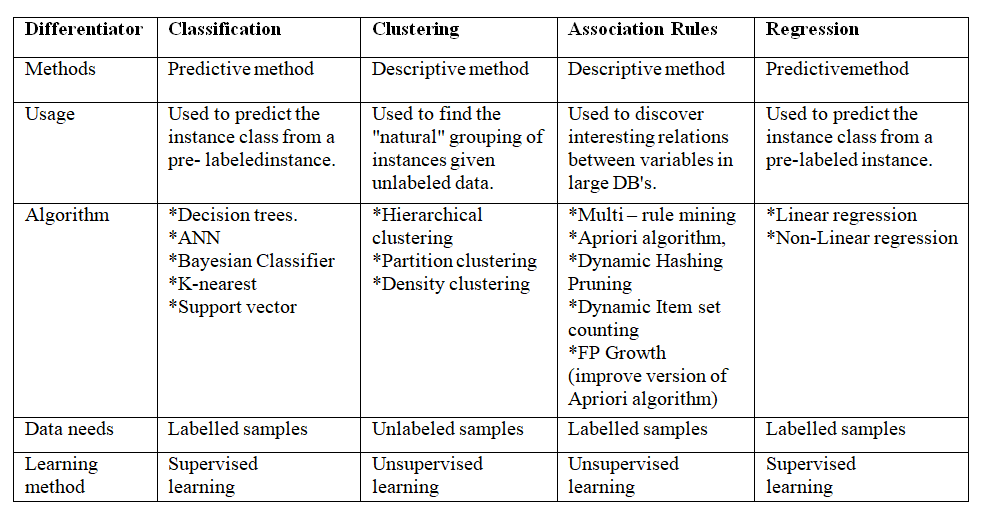 Differentiator Classification Clustering Association Rules Regression
Methods Predictive method Descriptive method Descriptive method Predictivemethod
Usage Used to predict the instance class from a pre- labeledinstance. Used to find the "natural" grouping of instances given unlabeled data. Used to discover interesting relations between variables in large DB's. Used to predict the instance class from a pre-labeled instance.
Algorithm
*Decision trees.
*ANN
*Bayesian Classifier
*K-nearest
*Support vector
*Hierarchical
clustering
*Partition clustering
*Density clustering
*Multi – rule mining
*Apriori algorithm,
*Dynamic Hashing
Pruning
*Dynamic Item set
counting
*FP Growth
(improve version of
Apriori algorithm)
*Linear regression
*Non-Linear regression
Data needs Labelled samples Unlabeled samples Labelled samples Labelled samples
Learning method Supervised learning Unsupervised learning Unsupervised learning Supervised learning